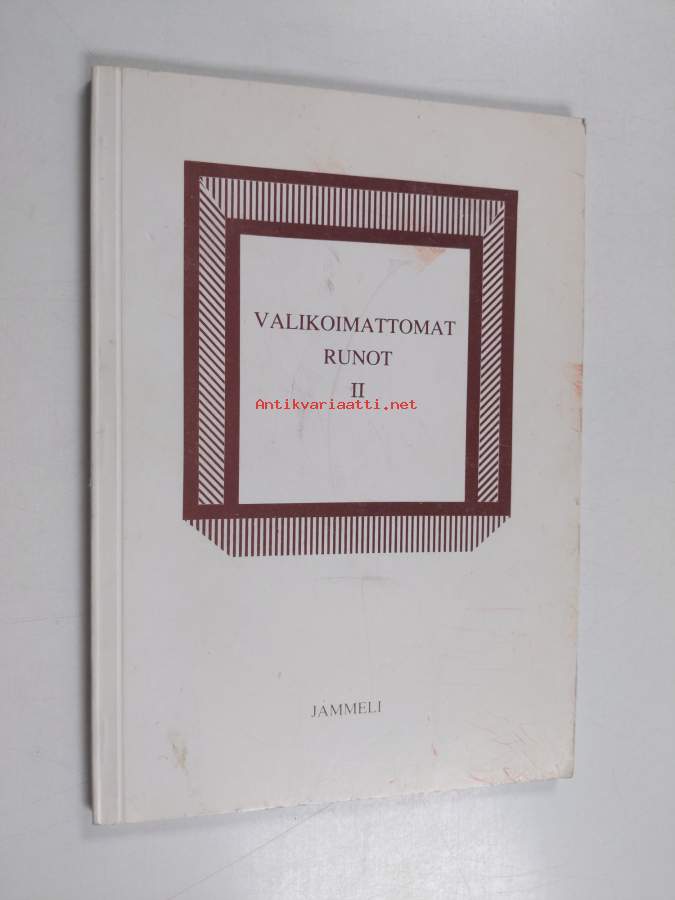 VALIKOIMATTOMAT
RUNOT
II
Antikvariaatti.net
JAMMELI